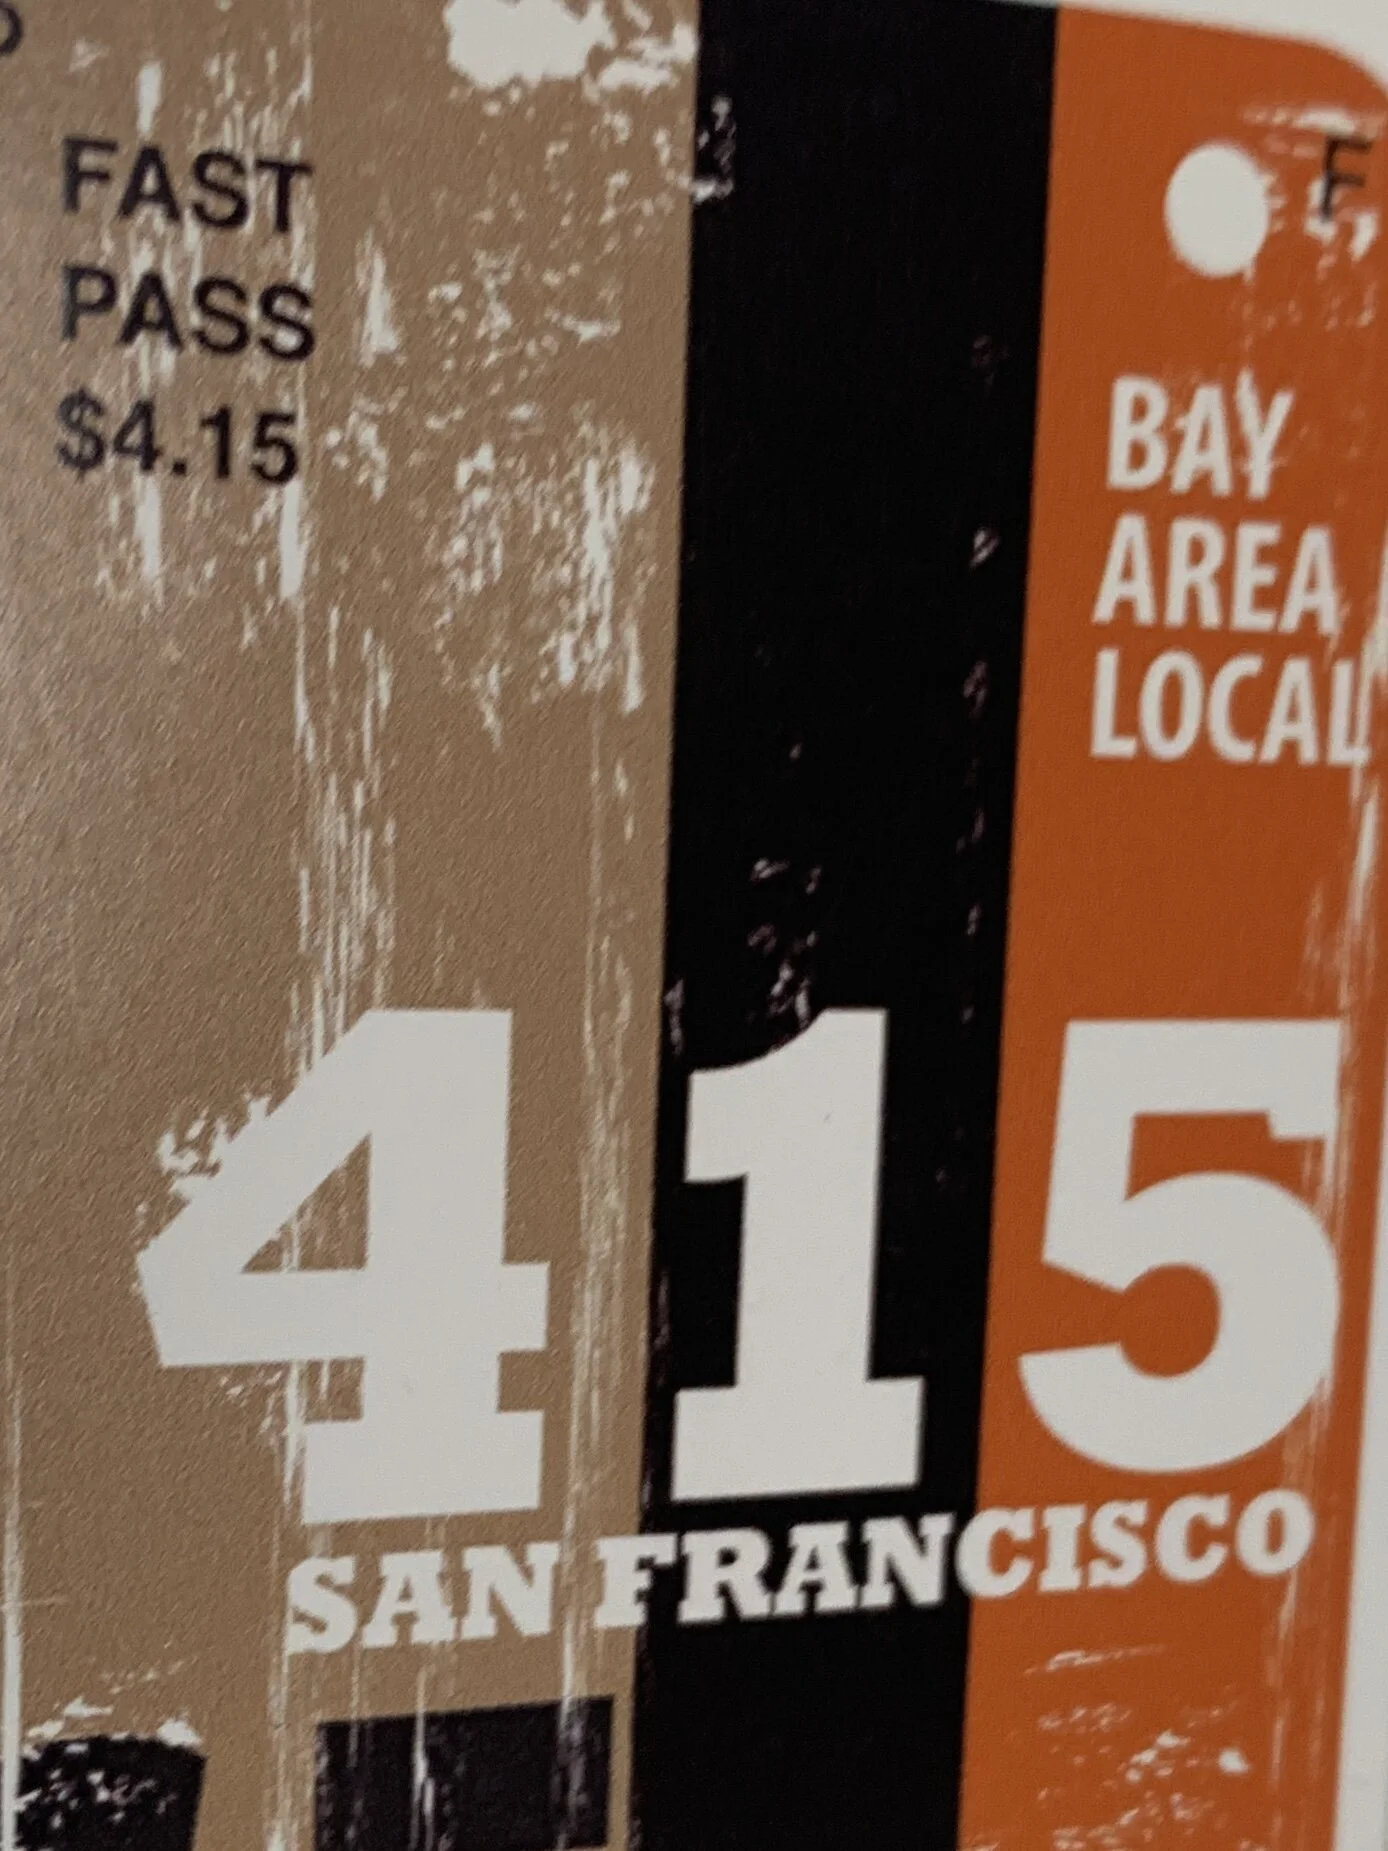 FAST
PASS
$4.15
F
BAY
AREA
LOCAL
415
SAN FRANCISCO